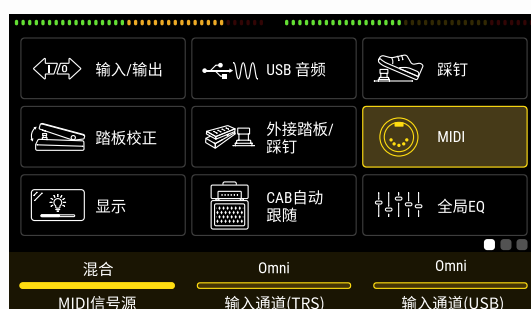 I/O 输入/输出
USB 音频
踩钉
踏板校正
外接踏板/
踩钉
MIDI
显示
CAB自动
跟随
全局EQ
混合
Omni
Omni
MIDI信号源
输入通道(TRS)
输入通道(USB)